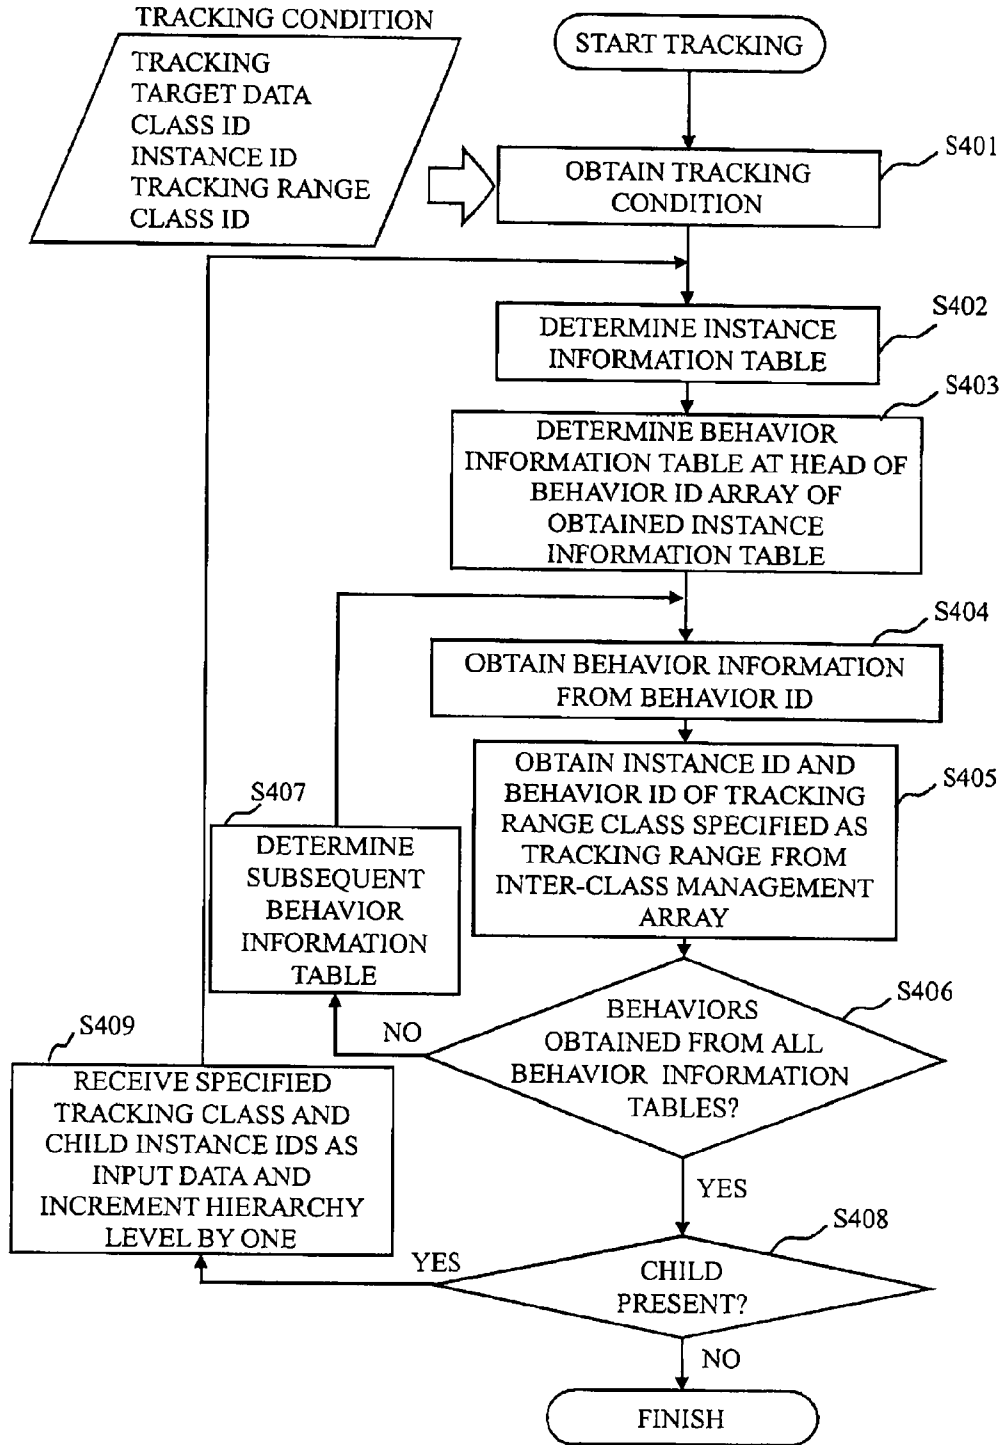 TRACKING CONDITION
TRACKING
TARGET DATA
CLASS ID
INSTANCE ID
TRACKING RANGE
CLASS ID
START TRACKING
S401
OBTAIN TRACKING
CONDITION
S402
DETERMINE INSTANCE
INFORMATION TABLE
S403
DETERMINE BEHAVIOR
INFORMATION TABLE AT HEAD OF
BEHAVIOR ID ARRAY OF
OBTAINED INSTANCE
INFORMATION TABLE
S404
OBTAIN BEHAVIOR INFORMATION
FROM BEHAVIOR ID
S405
OBTAIN INSTANCE ID AND
BEHAVIOR ID OF TRACKING
RANGE CLASS SPECIFIED AS
TRACKING RANGE FROM
INTER-CLASS MANAGEMENT
ARRAY
S407
DETERMINE
SUBSEQUENT
BEHAVIOR
INFORMATION
TABLE
S406
BEHAVIORS
OBTAINED FROM ALL
BEHAVIOR INFORMATION
TABLES?
NO
YES
S409
RECEIVE SPECIFIED
TRACKING CLASS AND
CHILD INSTANCE IDS AS
INPUT DATA AND
INCREMENT HIERARCHY
LEVEL BY ONE
S408
CHILD
PRESENT?
YES
NO
FINISH